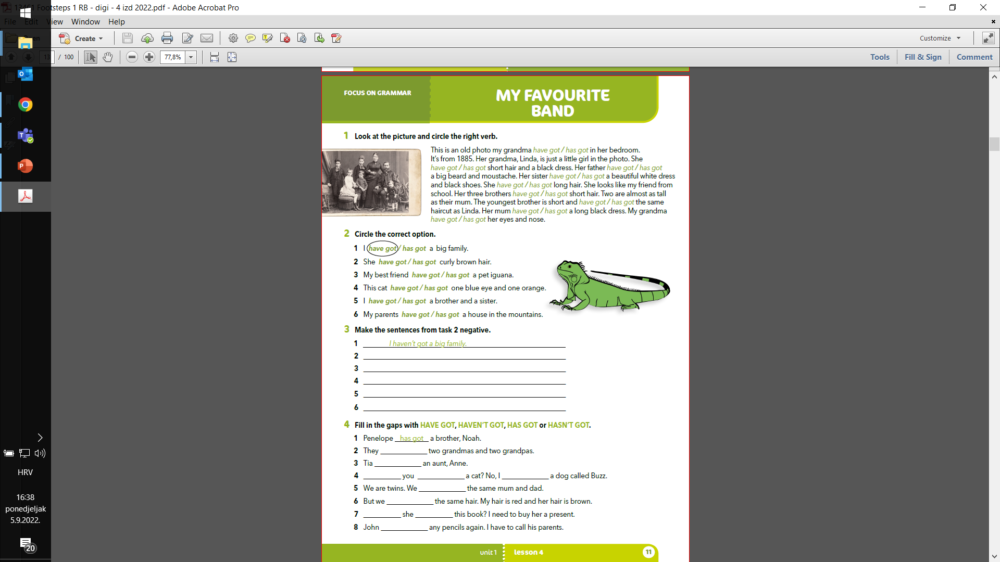 13461 Footsteps 1 RB - digi - 4 izd 2022.pdf - Adobe Acrobat Pro
File Edit View Window Help
Open Create Customize
13 / 100 77,8% Tools Fill & Sign Comment
FOCUS ON GRAMMAR
MY FAVOURITE
BAND
1 Look at the picture and circle the right verb.
This is an old photo my grandma have got / has got in her bedroom.
It's from 1885. Her grandma, Linda, is just a little girl in the photo. She
have got / has got short hair and a black dress. Her father have got / has got
a big beard and moustache. Her sister have got / has got a beautiful white dress
and black shoes. She have got / has got long hair. She looks like my friend from
school. Her three brothers have got / has got short hair. Two are almost as tall
as their mum. The youngest brother is short and have got / has got the same
haircut as Linda. Her mum have got / has got a long black dress. My grandma
have got / has got her eyes and nose.
2 Circle the correct option.
1 I have got / has got a big family.
2 She have got / has got curly brown hair.
3 My best friend have got / has got a pet iguana.
4 This cat have got / has got one blue eye and one orange.
5 I have got / has got a brother and a sister.
6 My parents have got / has got a house in the mountains.
3 Make the sentences from task 2 negative.
1 I haven't got a big family.
2
3
4
5
6
4 Fill in the gaps with HAVE GOT, HAVEN'T GOT, HAS GOT or HASN'T GOT.
1 Penelope has got a brother, Noah.
2 They ____________ two grandmas and two grandpas.
3 Tia ____________ an aunt, Anne.
4 __________ you ____________ a cat? No, I ____________ a dog called Buzz.
5 We are twins. We ____________ the same mum and dad.
6 But we ____________ the same hair. My hair is red and her hair is brown.
7 __________ she __________ this book? I need to buy her a present.
8 John ____________ any pencils again. I have to call his parents.
unit 1 lesson 4 11
HRV
16:38
ponedjeljak
5.9.2022.
20